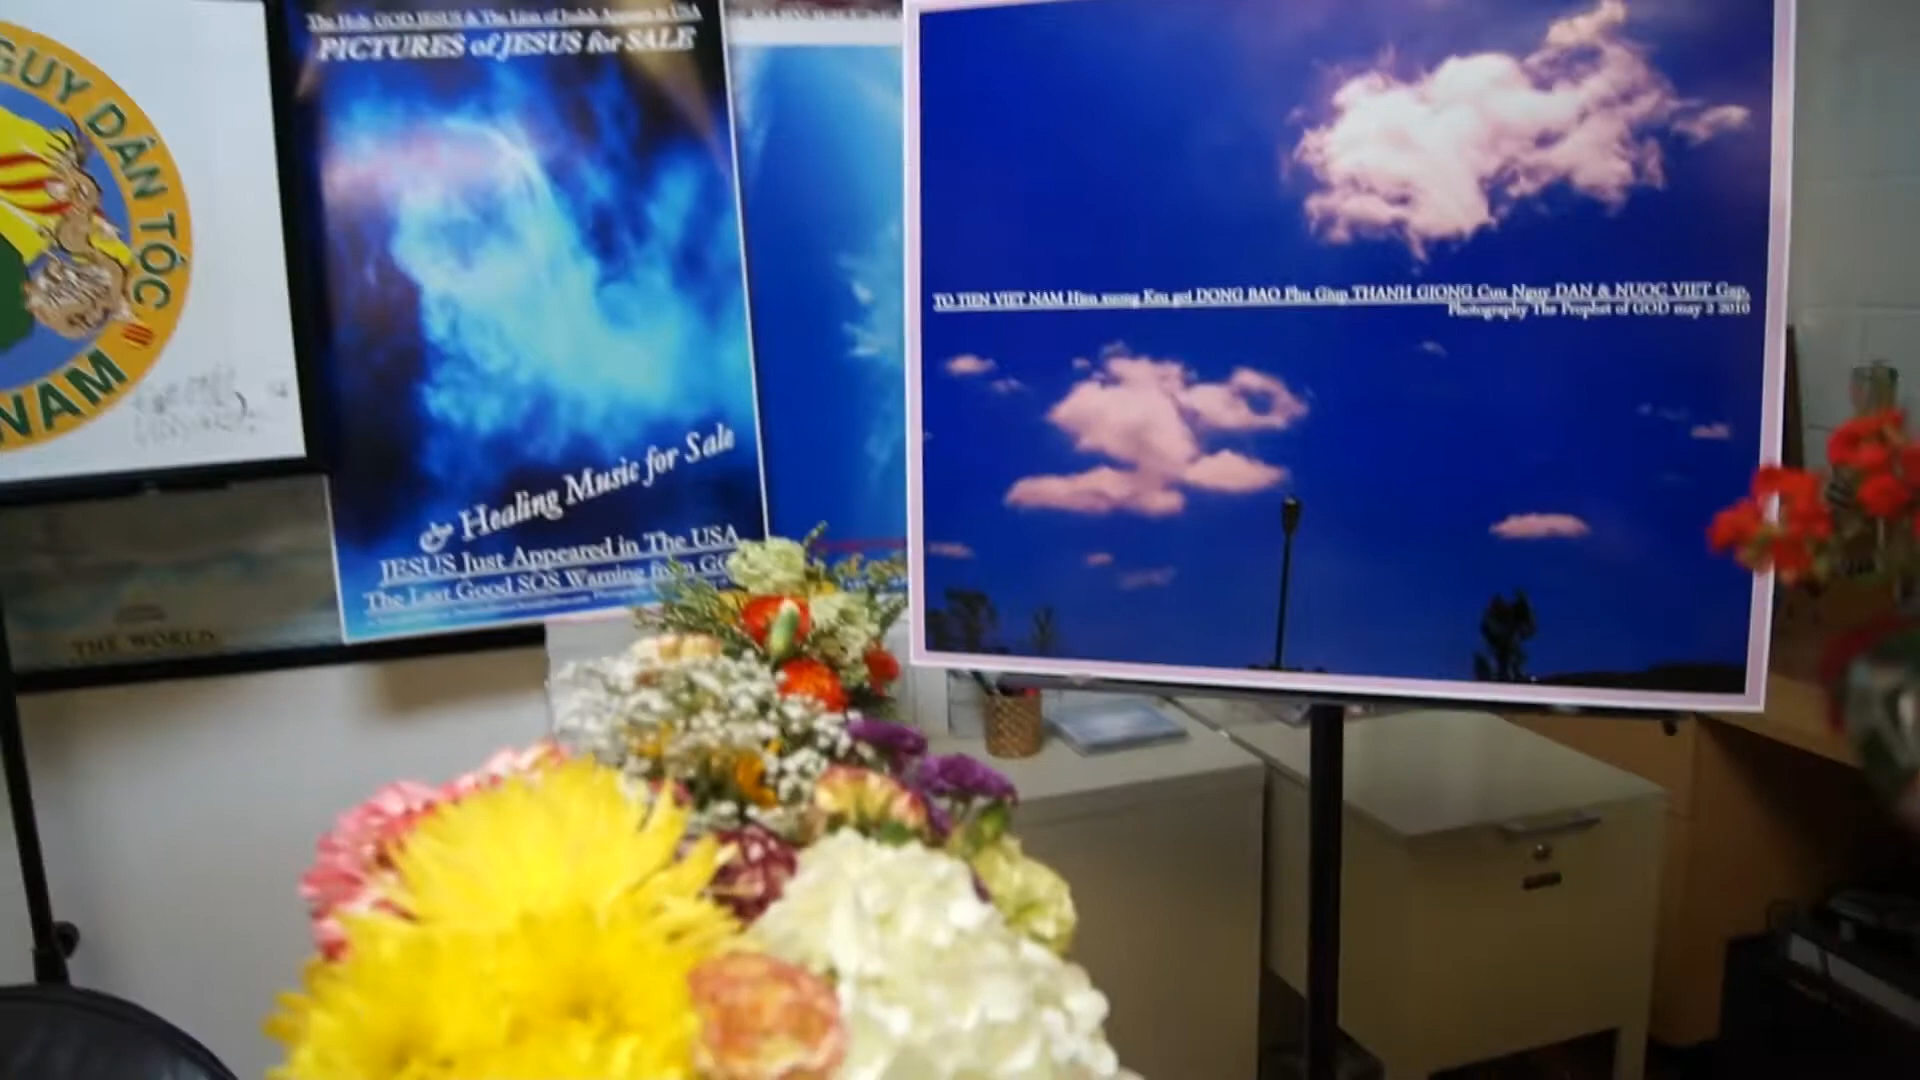 NGUY DÂN TỘC
NAM
The Holy GOD JESUS & The Lion of Judah Appears in USA
PICTURES of JESUS for SALE
& Healing Music for Sale
JESUS Just Appeared in The USA
The Last Good SOS Warning from GO
THE WORLD
TO TIEN VIET NAM Hien xuong Keu goi DONG BAO Phu Giup THANH GIONG Cuu Nguy DAN & NUOC VIET Gap.
Photography The Prophet of GOD may 2 2010